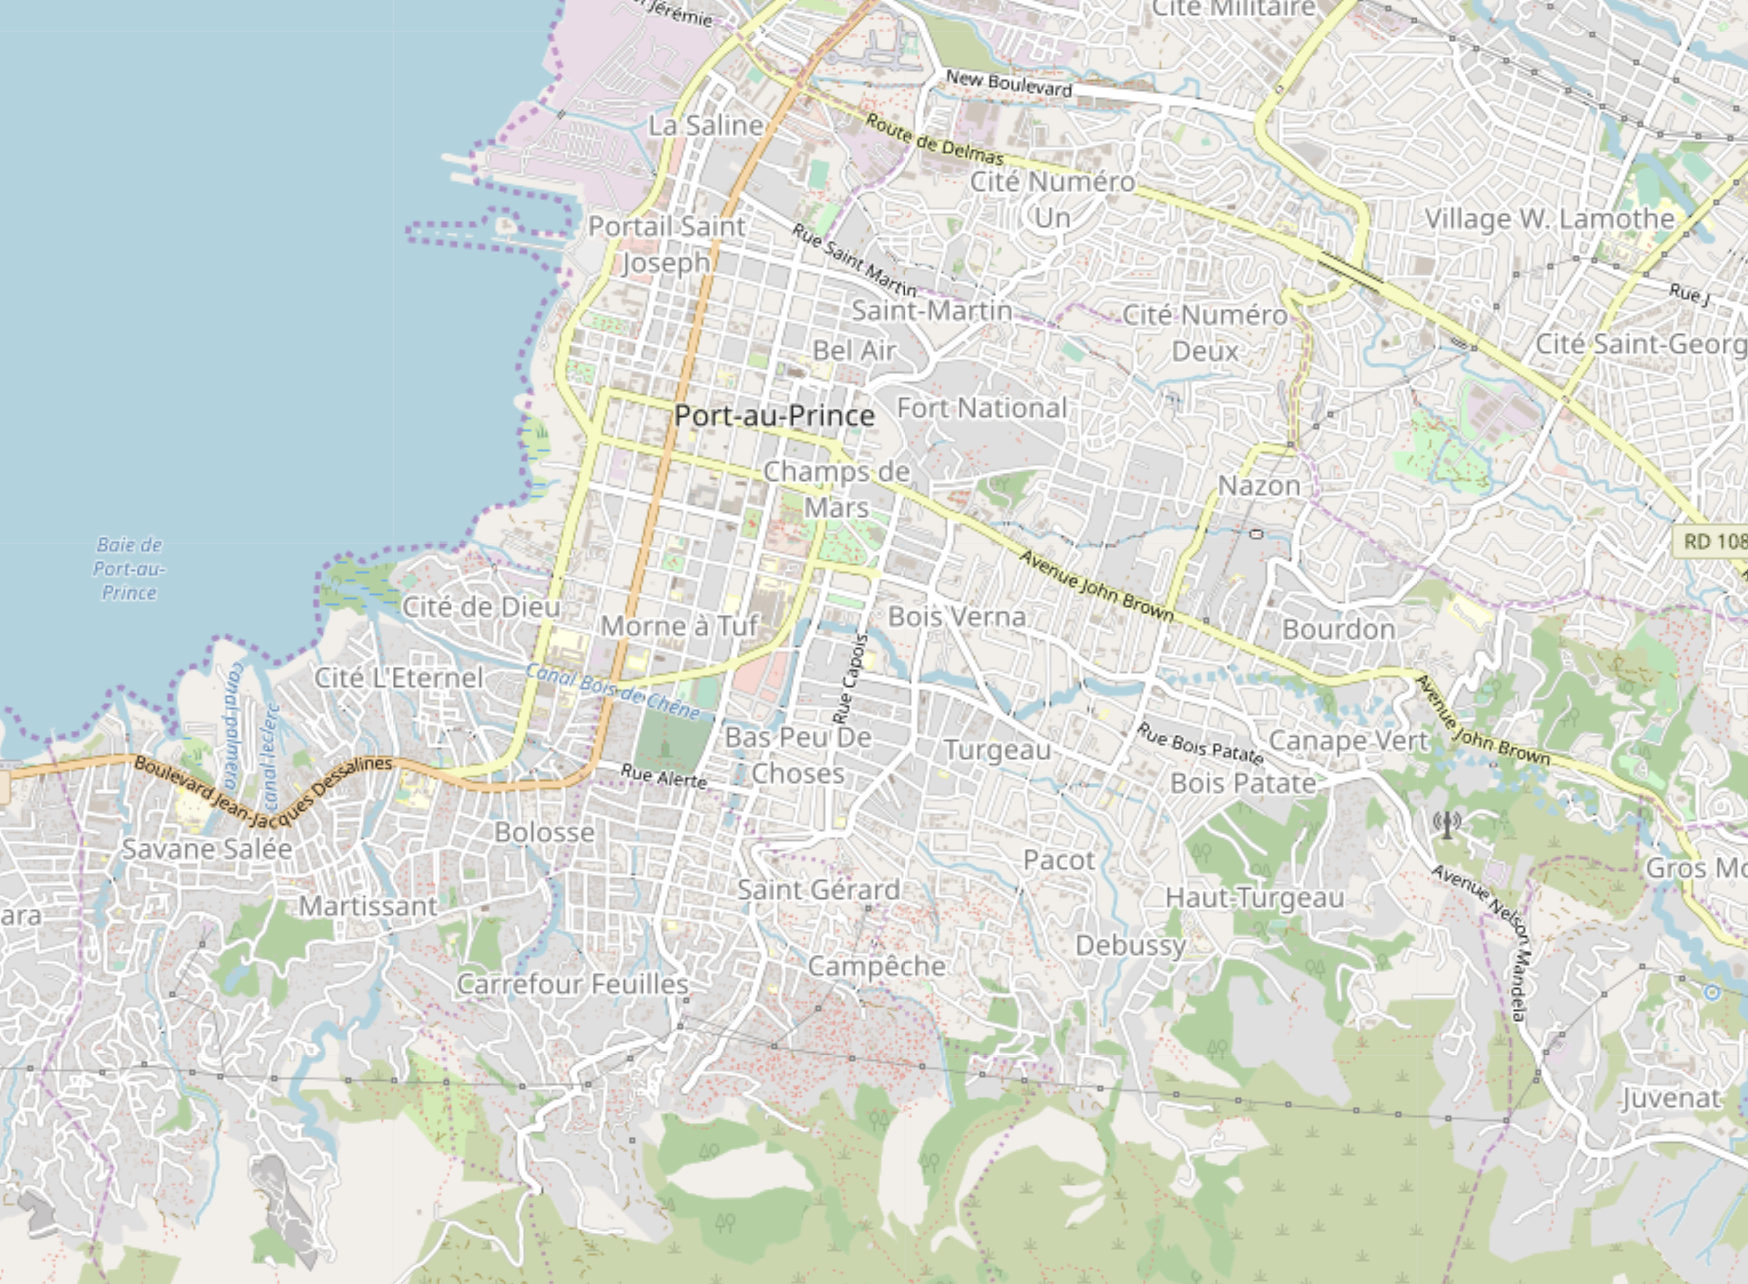 Cité Militaire
Jérémie
New Boulevard
La Saline
Route de Delmas
Cité Numéro
Un
Village W. Lamothe
Portail Saint
Joseph
Rue Saint Martin
Rue J
Saint-Martin
Cité Numéro
Deux
Cité Saint-Georg
Bel Air
Port-au-Prince
Fort National
Champs de
Mars
Nazon
RD 108
Baie de
Port-au-
Prince
Avenue John Brown
Cité de Dieu
Morne à Tuf
Bois Verna
Bourdon
Cité L'Eternel
Canal Bois de Chêne
Rue Capois
Canal palmera
canal leclerc
Avenue John Brown
Bas Peu De
Choses
Turgeau
Rue Bois Patate
Canape Vert
Bois Patate
Boulevard Jean-Jacques Dessalines
Rue Alerte
Bolosse
Savane Salée
Pacot
Gros Mo
Saint Gérard
Haut-Turgeau
Avenue Nelson Mandela
ara
Martissant
Debussy
Campêche
Carrefour Feuilles
Juvenat